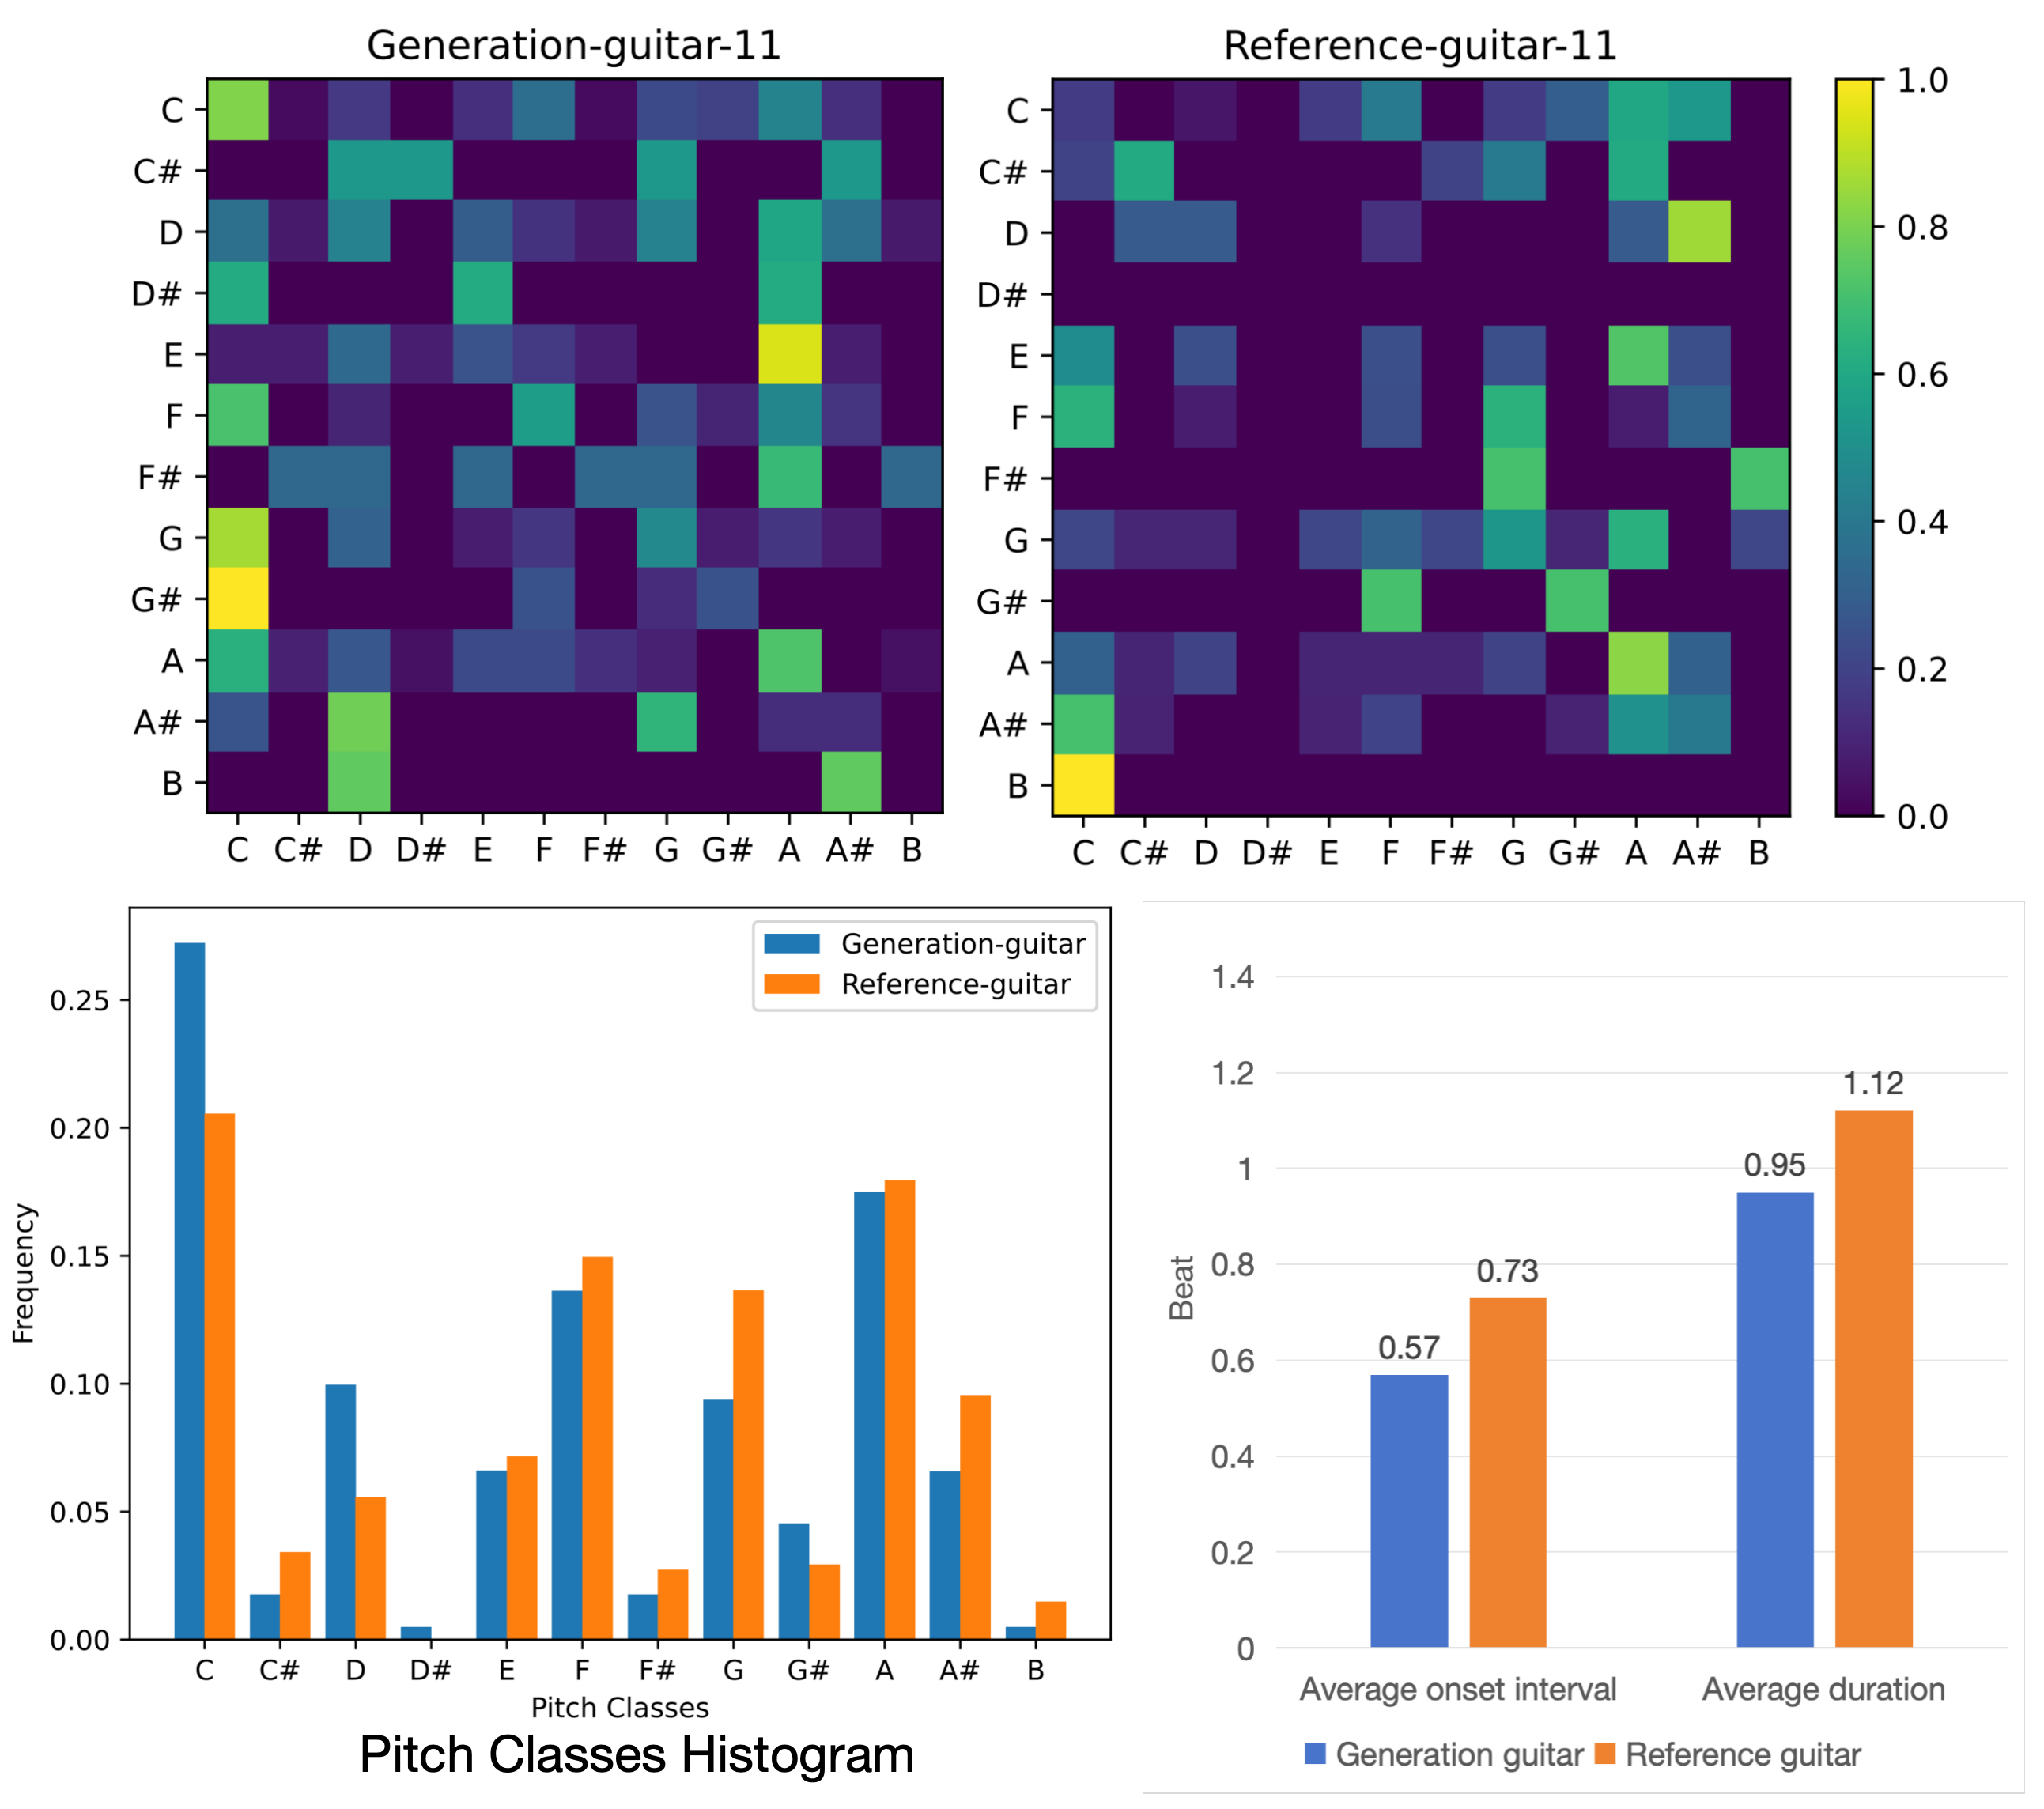 Generation-guitar-11
C
C#
D
D#
E
F
F#
G
G#
A
A#
B
C C# D D# E F F# G G# A A# B
Reference-guitar-11
C
C#
D
D#
E
F
F#
G
G#
A
A#
B
C C# D D# E F F# G G# A A# B
1.0
0.8
0.6
0.4
0.2
0.0
Generation-guitar
Reference-guitar
Frequency
0.25
0.20
0.15
0.10
0.05
0.00
C C# D D# E F F# G G# A A# B
Pitch Classes
Pitch Classes Histogram
Beat
1.4
1.2
1
0.8
0.6
0.4
0.2
0
0.57
0.73
0.95
1.12
Average onset interval Average duration
Generation guitar Reference guitar